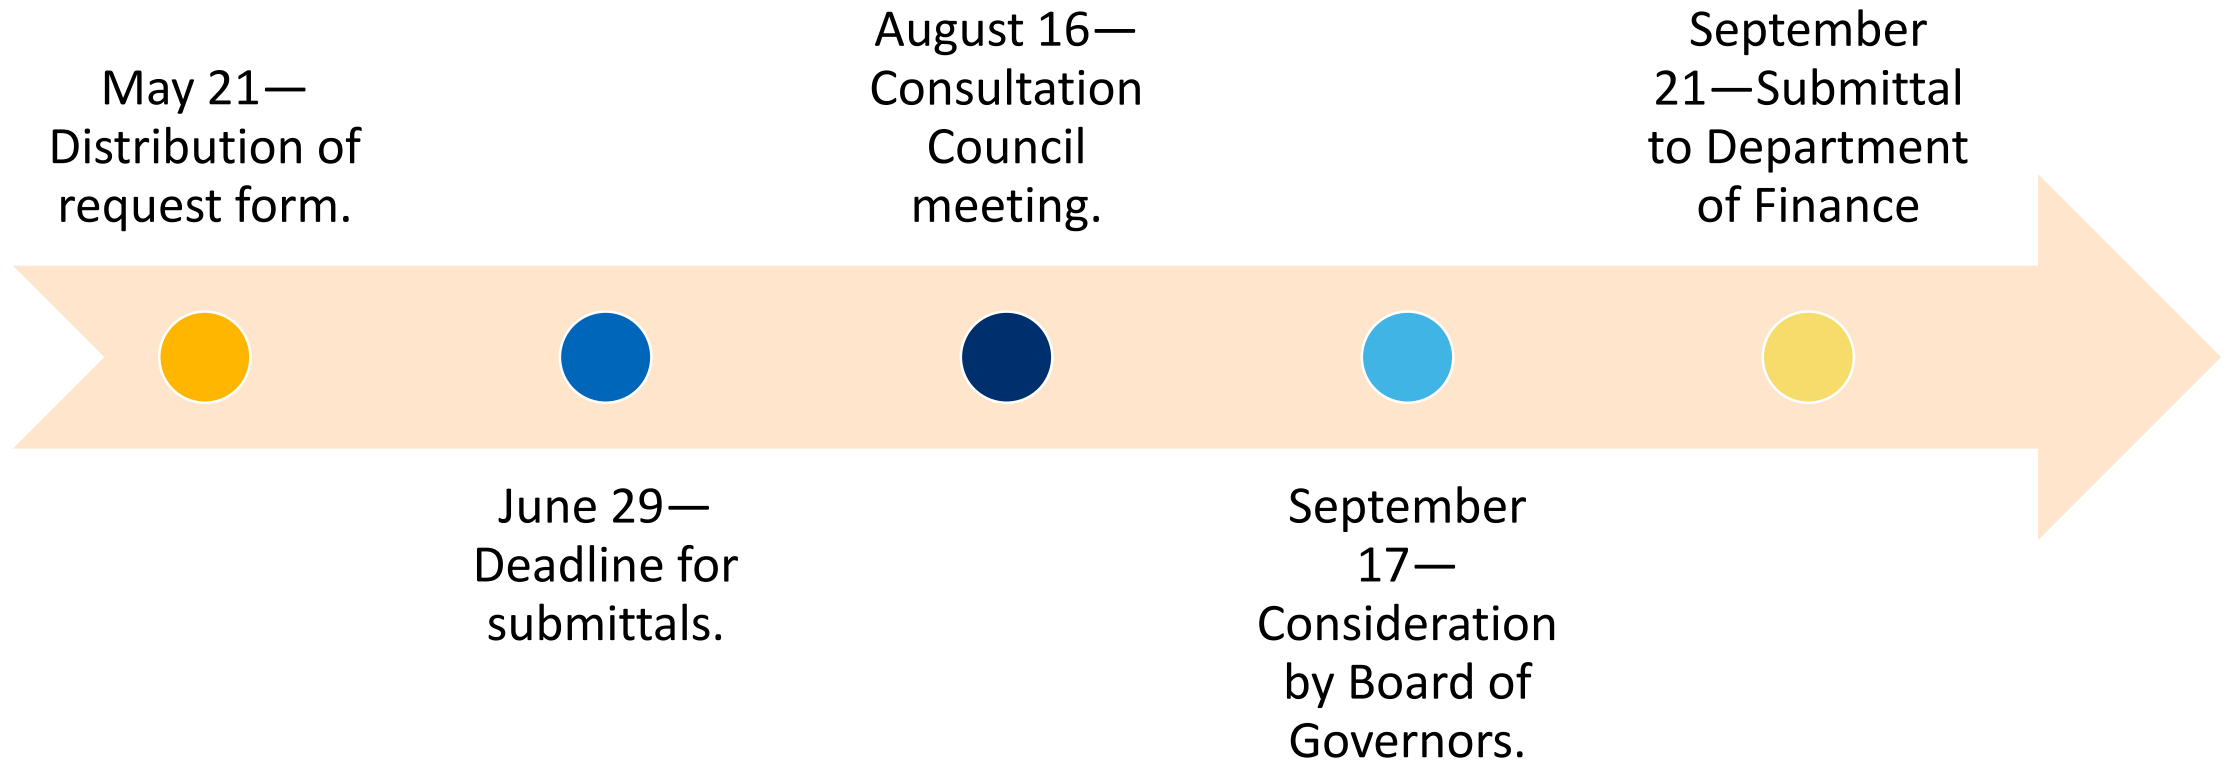 May 21—
Distribution of
request form.
June 29—
Deadline for
submittals.
August 16—
Consultation
Council
meeting.
September
17—
Consideration
by Board of
Governors.
September
21—Submittal
to Department
of Finance